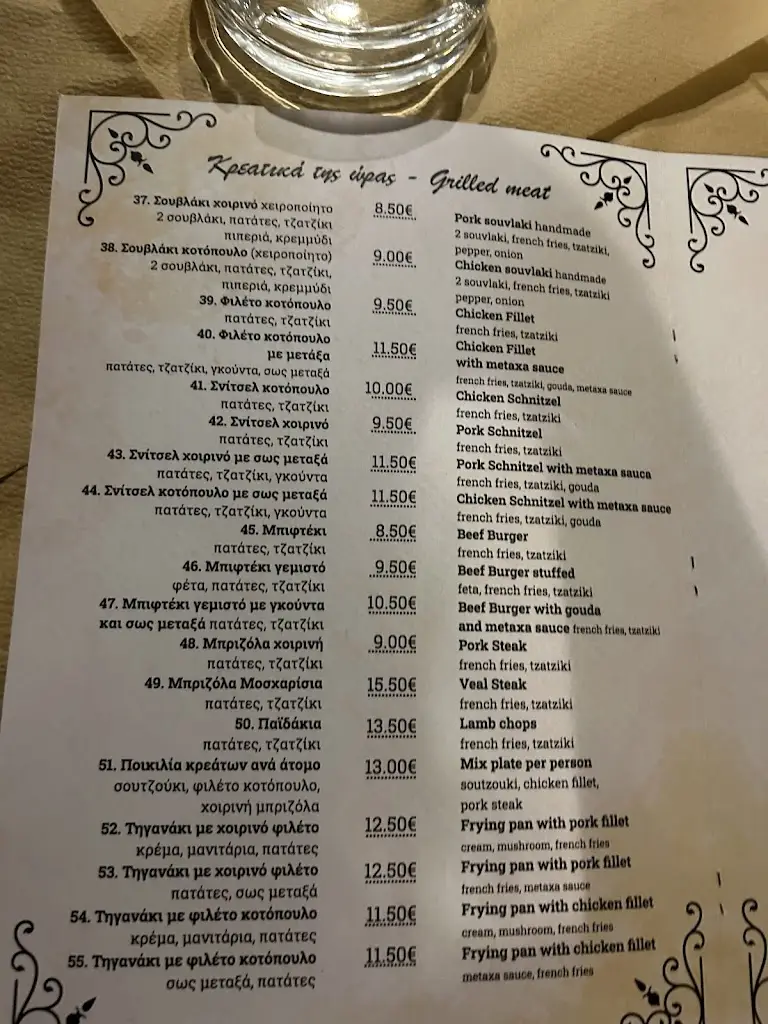 Κρεατικά της ώρας - Grilled meat
37. Σουβλάκι χοιρινό χειροποίητο 8.50€ Pork souvlaki handmade
2 σουβλάκι, πατάτες, τζατζίκι 2 souvlaki, french fries, tzatziki,
πιπεριά, κρεμμύδι pepper, onion
38. Σουβλάκι κοτόπουλο (χειροποίητο) 9.00€ Chicken souvlaki handmade
2 σουβλάκι, πατάτες, τζατζίκι, 2 souvlaki, french fries, tzatziki
πιπεριά, κρεμμύδι pepper, onion
39. Φιλέτο κοτόπουλο 9.50€ Chicken Fillet
πατάτες, τζατζίκι french fries, tzatziki
40. Φιλέτο κοτόπουλο Chicken Fillet
με μετάξα 11.50€ with metaxa sauce
πατάτες, τζατζίκι, γκούντα, σως μεταξά french fries, tzatziki, gouda, metaxa sauce
41. Σνίτσελ κοτόπουλο 10.00€ Chicken Schnitzel
πατάτες, τζατζίκι french fries, tzatziki
42. Σνίτσελ χοιρινό 9.50€ Pork Schnitzel
πατάτες, τζατζίκι french fries, tzatziki
43. Σνίτσελ χοιρινό με σως μεταξά 11.50€ Pork Schnitzel with metaxa sauca
πατάτες, τζατζίκι, γκούντα french fries, tzatziki, gouda
44. Σνίτσελ κοτόπουλο με σως μεταξά 11.50€ Chicken Schnitzel with metaxa sauce
πατάτες, τζατζίκι, γκούντα french fries, tzatziki, gouda
45. Μπιφτέκι 8.50€ Beef Burger
πατάτες, τζατζίκι french fries, tzatziki
46. Μπιφτέκι γεμιστό 9.50€ Beef Burger stuffed
φέτα, πατάτες, τζατζίκι feta, french fries, tzatziki
47. Μπιφτέκι γεμιστό με γκούντα 10.50€ Beef Burger with gouda
και σως μεταξά πατάτες, τζατζίκι and metaxa sauce french fries, tzatziki
48. Μπριζόλα χοιρινή 9.00€ Pork Steak
πατάτες, τζατζίκι french fries, tzatziki
49. Μπριζόλα Μοσχαρίσια 15.50€ Veal Steak
πατάτες, τζατζίκι french fries, tzatziki
50. Παϊδάκια 13.50€ Lamb chops
πατάτες, τζατζίκι french fries, tzatziki
51. Ποικιλία κρεάτων ανά άτομο 13.00€ Mix plate per person
σουτζούκι, φιλέτο κοτόπουλο, soutzouki, chicken fillet,
χοιρινή μπριζόλα pork steak
52. Τηγανάκι με χοιρινό φιλέτο 12.50€ Frying pan with pork fillet
κρέμα, μανιτάρια, πατάτες cream, mushroom, french fries
53. Τηγανάκι με χοιρινό φιλέτο 12.50€ Frying pan with pork fillet
πατάτες, σως μεταξά french fries, metaxa sauce
54. Τηγανάκι με φιλέτο κοτόπουλο 11.50€ Frying pan with chicken fillet
κρέμα, μανιτάρια, πατάτες cream, mushroom, french fries
55. Τηγανάκι με φιλέτο κοτόπουλο 11.50€ Frying pan with chicken fillet
σως μεταξά, πατάτες metaxa sauce, french fries